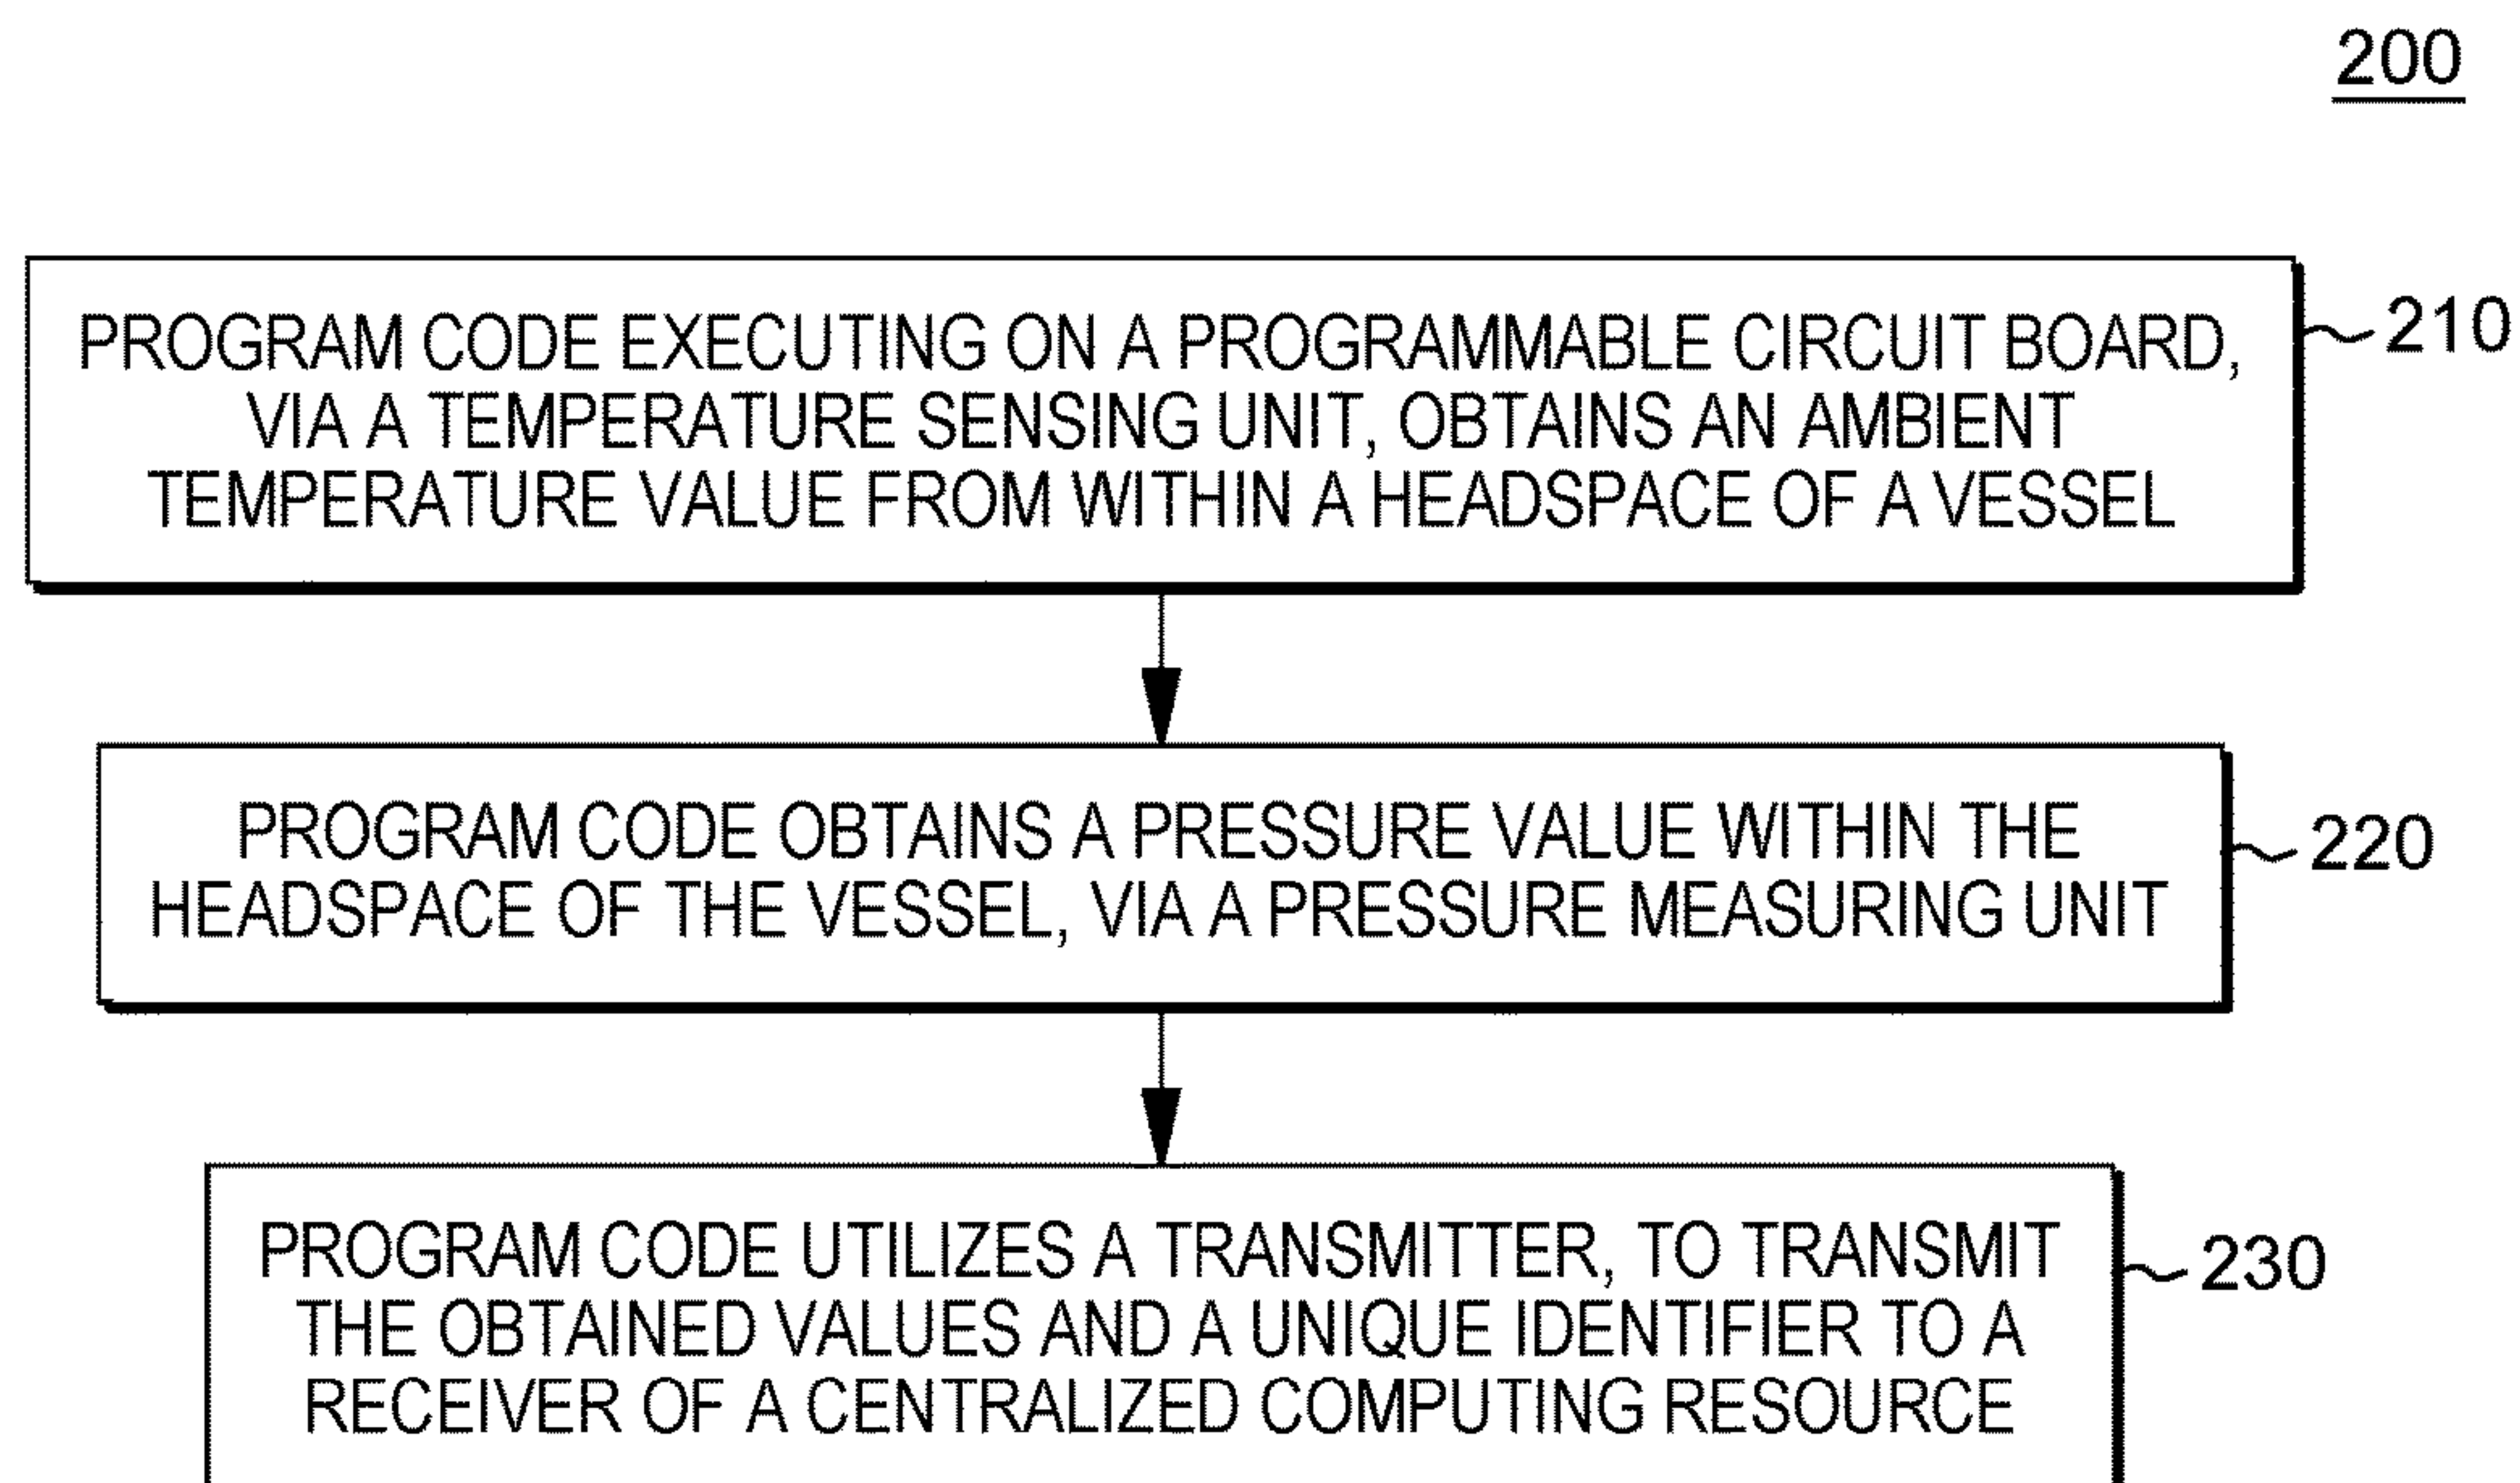 200
PROGRAM CODE EXECUTING ON A PROGRAMMABLE CIRCUIT BOARD,
VIA A TEMPERATURE SENSING UNIT, OBTAINS AN AMBIENT
TEMPERATURE VALUE FROM WITHIN A HEADSPACE OF A VESSEL
210
PROGRAM CODE OBTAINS A PRESSURE VALUE WITHIN THE
HEADSPACE OF THE VESSEL, VIA A PRESSURE MEASURING UNIT
220
PROGRAM CODE UTILIZES A TRANSMITTER, TO TRANSMIT
THE OBTAINED VALUES AND A UNIQUE IDENTIFIER TO A
RECEIVER OF A CENTRALIZED COMPUTING RESOURCE
230